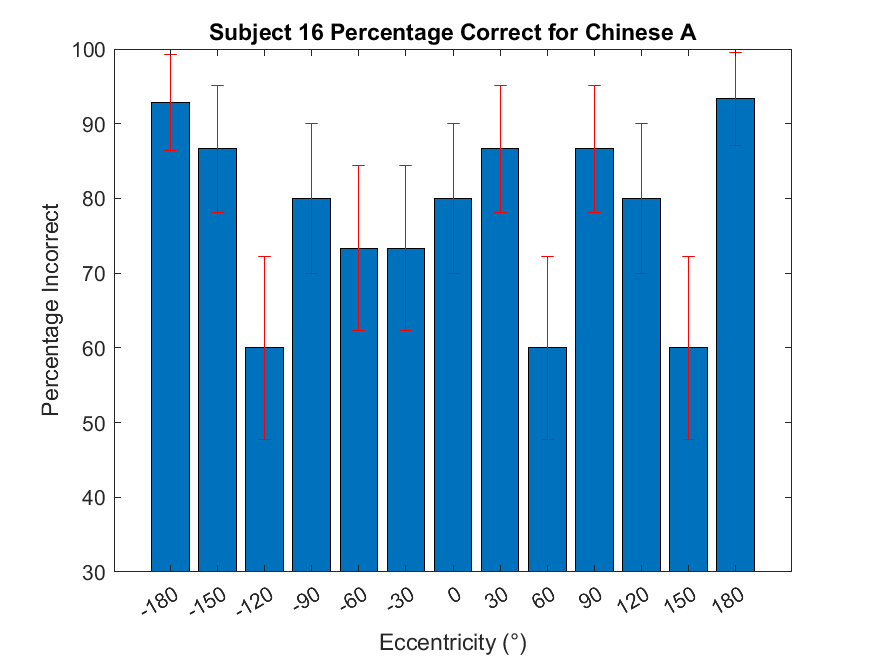 Subject 16 Percentage Correct for Chinese A
100
90
80
70
60
50
40
30
Percentage Incorrect
-180 -150 -120 -90 -60 -30 0 30 60 90 120 150 180
Eccentricity (°)